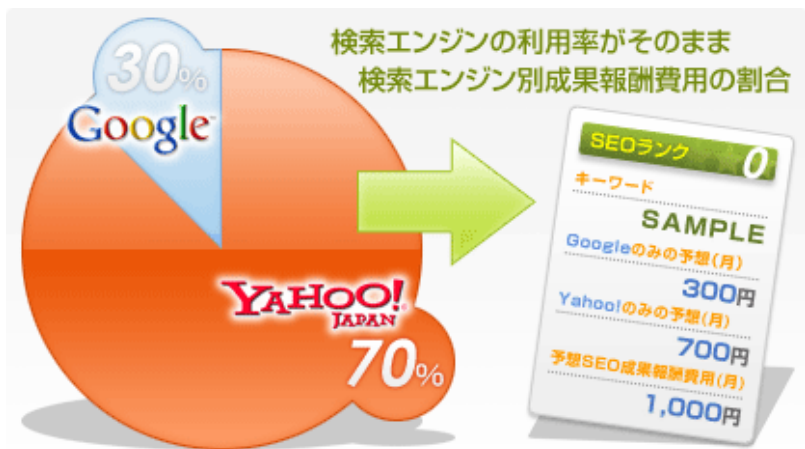 検索エンジンの利用率がそのまま
検索エンジン別成果報酬費用の割合
30%
Google
YAHOO!
JAPAN
70%
SEOランク 0
キーワード
SAMPLE
Googleのみの予想(月)
300円
Yahoo!のみの予想(月)
700円
予想SEO成果報酬費用(月)
1,000円